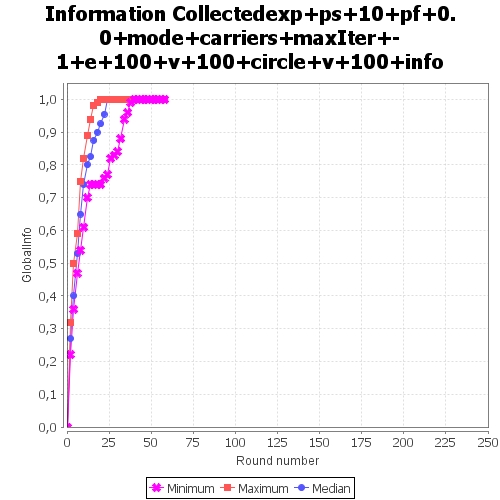 Information Collectedexp+ps+10+pf+0.
0+mode+carriers+maxIter+-
1+e+100+v+100+circle+v+100+info
GlobalInfo
1,0
0,9
0,8
0,7
0,6
0,5
0,4
0,3
0,2
0,1
0,0
0 25 50 75 100 125 150 175 200 225 250
Round number
Minimum Maximum Median